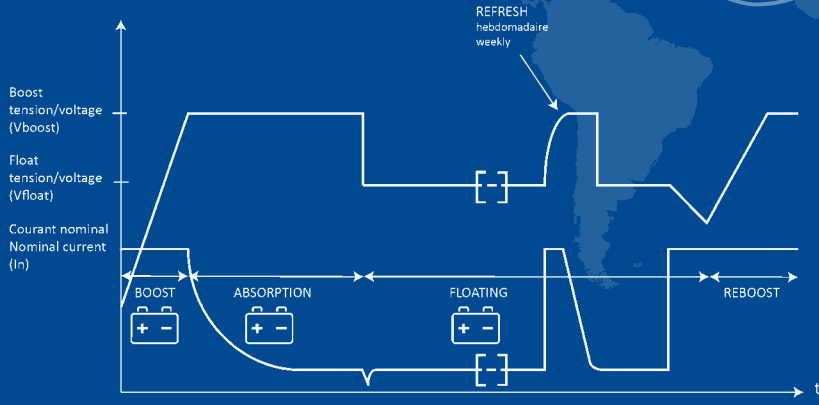 REFRESH
hebdomadaire
weekly
Boost
tension/voltage
(Vboost)
Float
tension/voltage
(Vfloat)
Courant nominal
Nominal current
(In)
BOOST
ABSORPTION
FLOATING
REBOOST
+ -
+ -
+ -
t